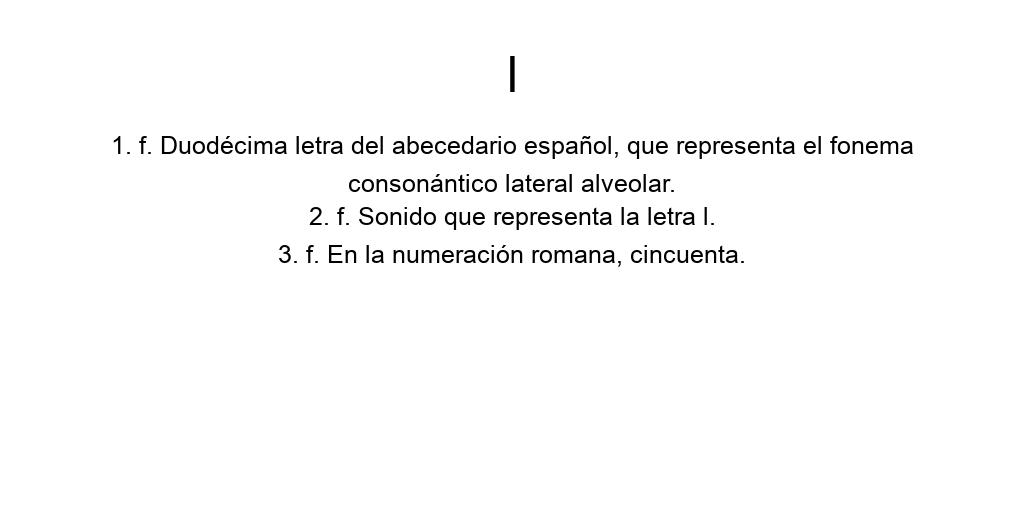 l
1. f. Duodécima letra del abecedario español, que representa el fonema
consonántico lateral alveolar.
2. f. Sonido que representa la letra l.
3. f. En la numeración romana, cincuenta.